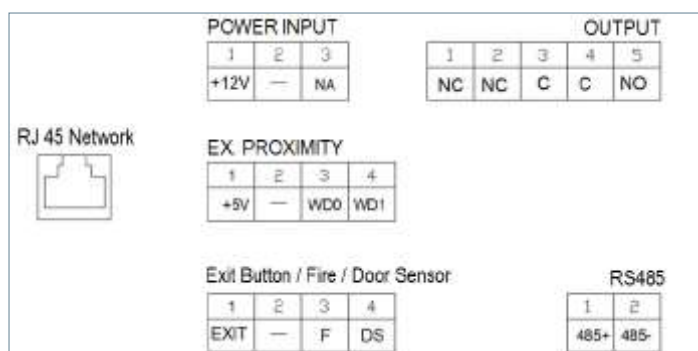 POWER INPUT
1 2 3
+12V — NA
OUTPUT
1 2 3 4 5
NC NC C C NO
RJ 45 Network
EX. PROXIMITY
1 2 3 4
+5V — WD0 WD1
Exit Button / Fire / Door Sensor
1 2 3 4
EXIT — F DS
RS485
1 2
485+ 485-